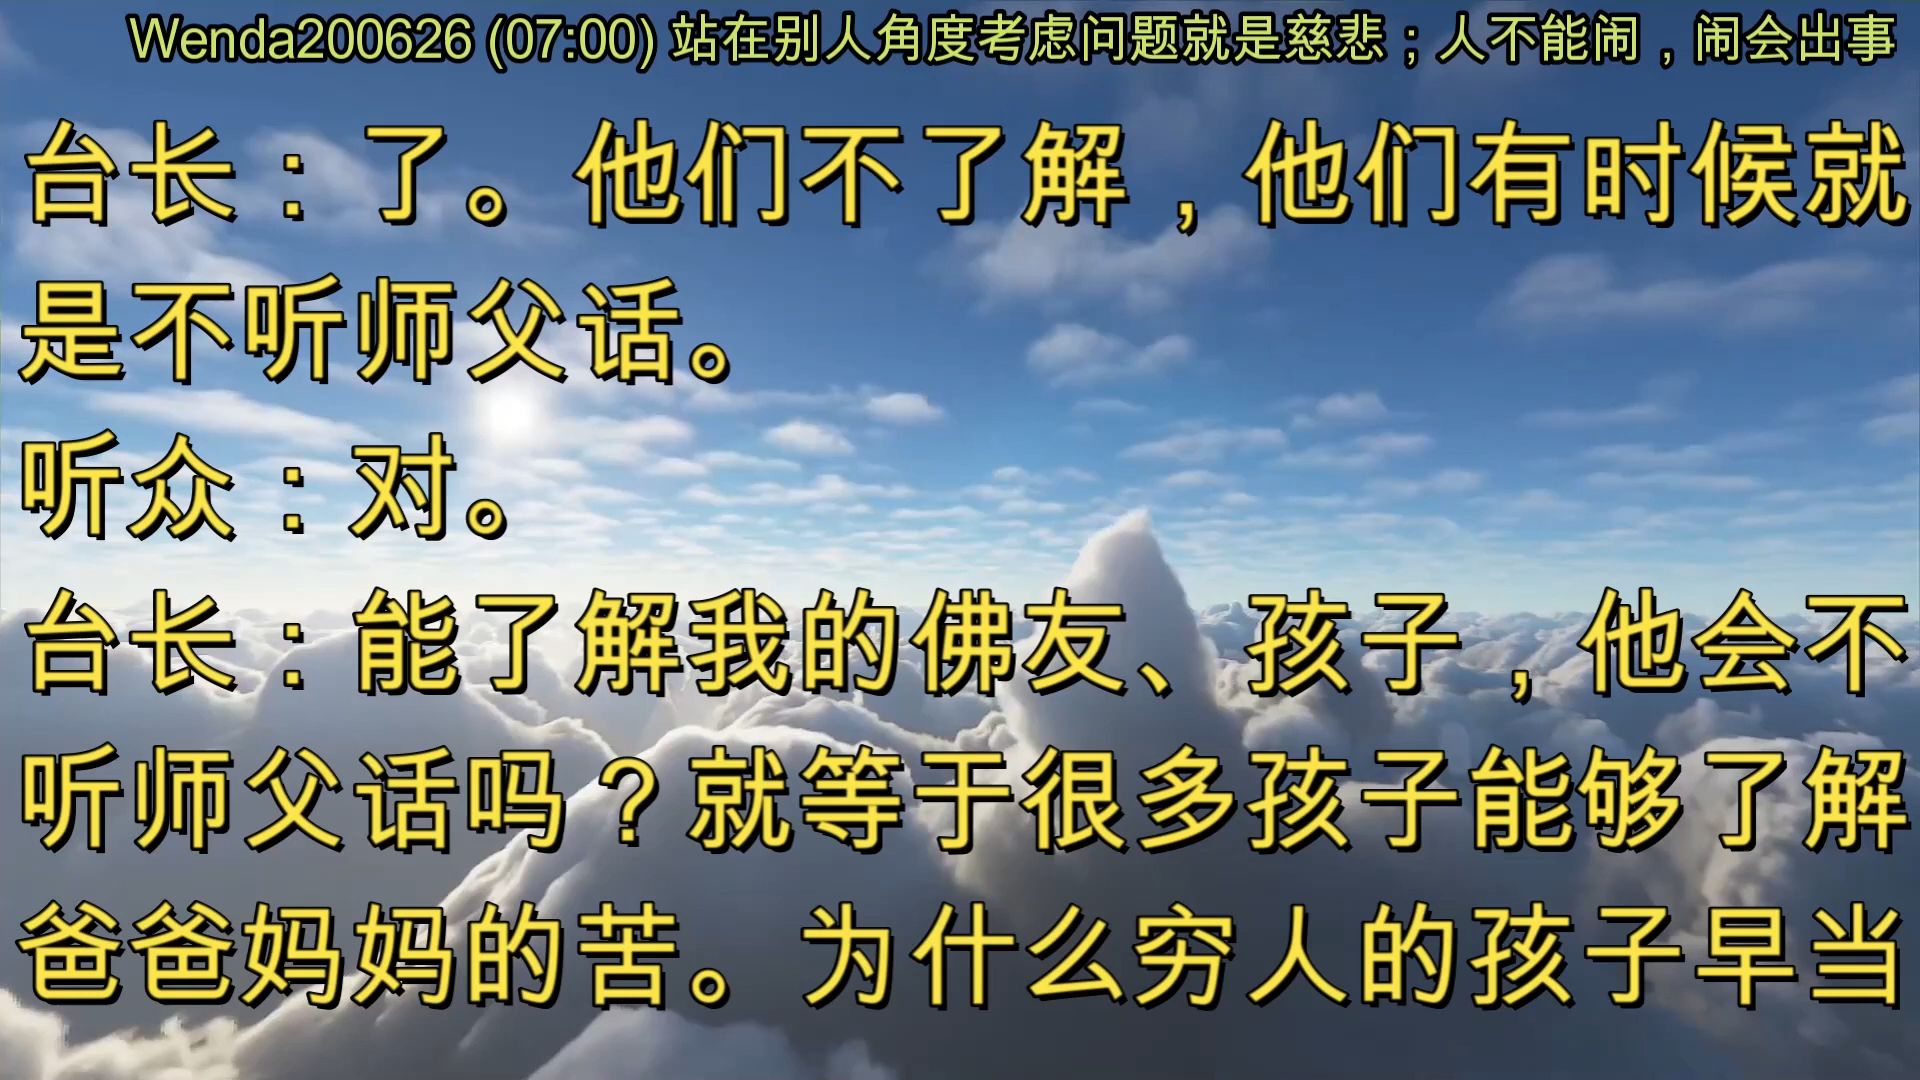 Wenda200626 (07:00) 站在别人角度考虑问题就是慈悲；人不能闹，闹会出事
台长：了。他们不了解，他们有时候就
是不听师父话。
听众：对。
台长：能了解我的佛友、孩子，他会不
听师父话吗？就等于很多孩子能够了解
爸爸妈妈的苦。为什么穷人的孩子早当